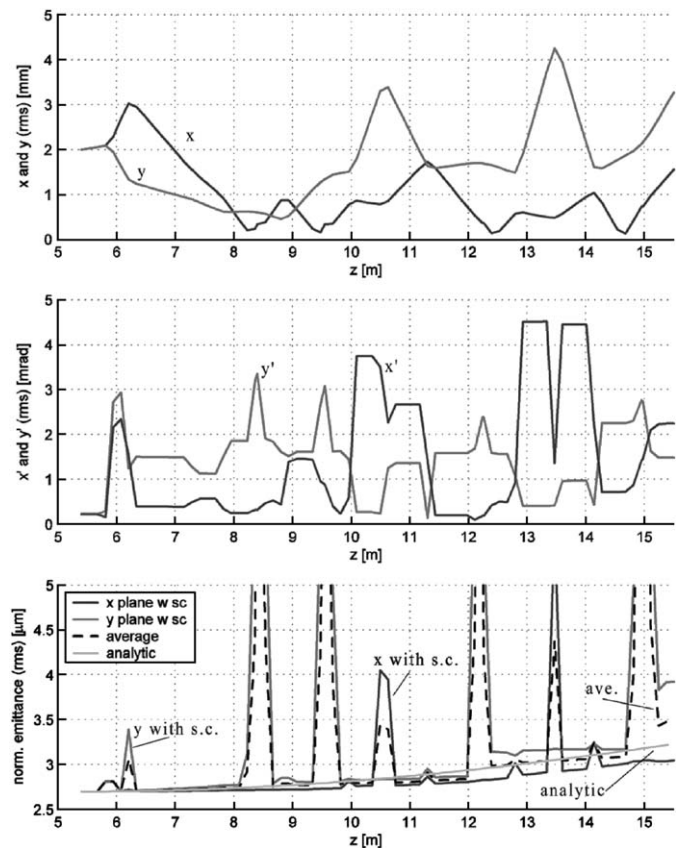 x and y (rms) [mm]
5
4
3
2
1
0
x
y
5 6 7 8 9 10 11 12 13 14 15
z [m]
x' and y' (rms) [mrad]
5
4
3
2
1
0
y'
x'
5 6 7 8 9 10 11 12 13 14 15
z [m]
norm. emittance (rms) [µm]
5
4.5
4
3.5
3
2.5
x plane w sc
y plane w sc
average
analytic
y with s.c.
x with s.c.
ave.
analytic
5 6 7 8 9 10 11 12 13 14 15
z [m]